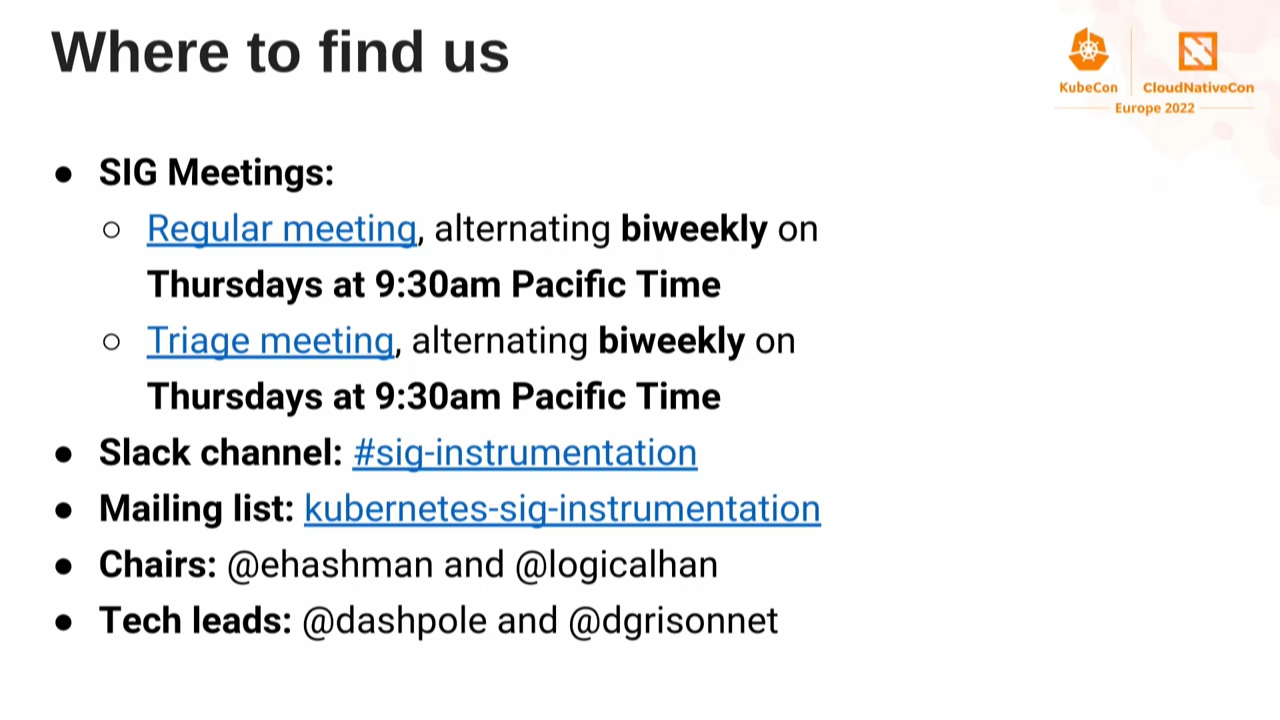 Where to find us
KubeCon
CloudNativeCon
Europe 2022
● SIG Meetings:
○ Regular meeting, alternating biweekly on
Thursdays at 9:30am Pacific Time
○ Triage meeting, alternating biweekly on
Thursdays at 9:30am Pacific Time
● Slack channel: #sig-instrumentation
● Mailing list: kubernetes-sig-instrumentation
● Chairs: @ehashman and @logicalhan
● Tech leads: @dashpole and @dgrisonnet